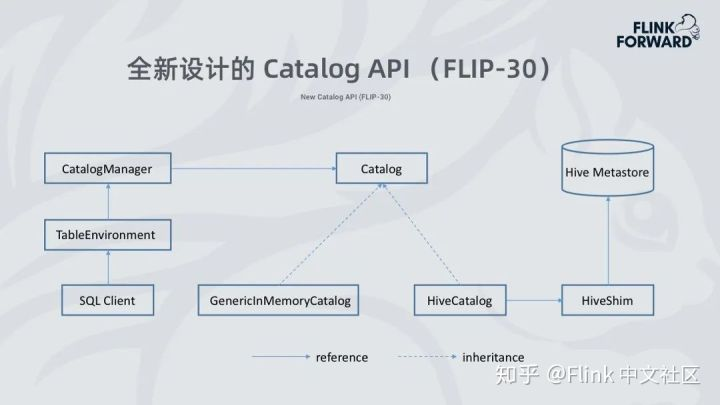 FLINK
FORWARD
全新设计的 Catalog API （FLIP-30）
New Catalog API (FLIP-30)
CatalogManager
Catalog
Hive Metastore
TableEnvironment
SQL Client
GenericInMemoryCatalog
HiveCatalog
HiveShim
reference
inheritance
知乎 @Flink 中文社区